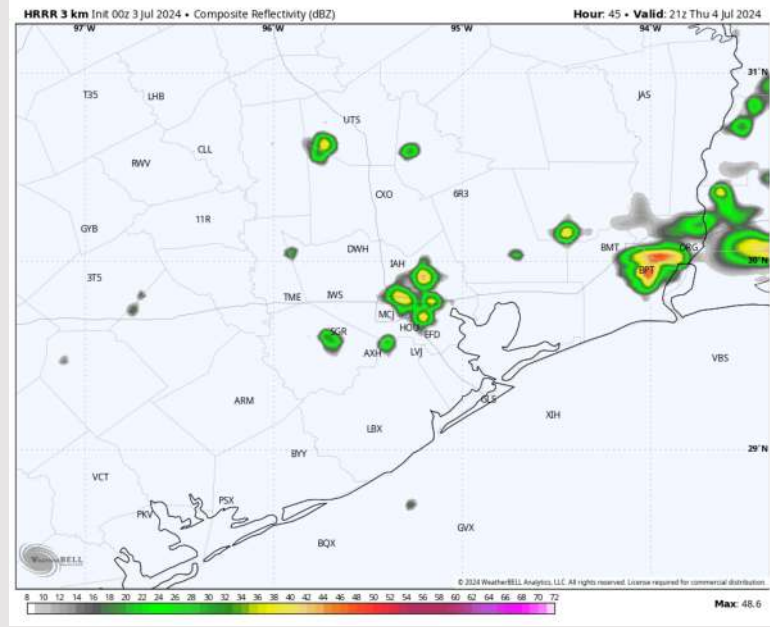 HRRR 3 km Init 00z 3 Jul 2024 • Composite Reflectivity (dBZ)
Hour: 45 • Valid: 21z Thu 4 Jul 2024
97°W 96°W 95°W 94°W
31°N
T35 LHB JAS
UTS
CLL
RWV
CXO 6R3
11R
GYB
DWH BMT ORG
IAH 30°N
BPT
3T5
TME IWS
MCJ
SGR HOU EFD
AXH LVJ VBS
ARM GLS
XIH
LBX
BYY 29°N
VCT
PSX
PKV
GVX
BQX
WeatherBELL
© 2024 WeatherBELL Analytics, LLC. All rights reserved. License required for commercial distribution.
8 10 12 14 16 18 20 22 24 26 28 30 32 34 36 38 40 42 44 46 48 50 52 54 56 58 60 62 64 66 68 70 72
Max: 48.6